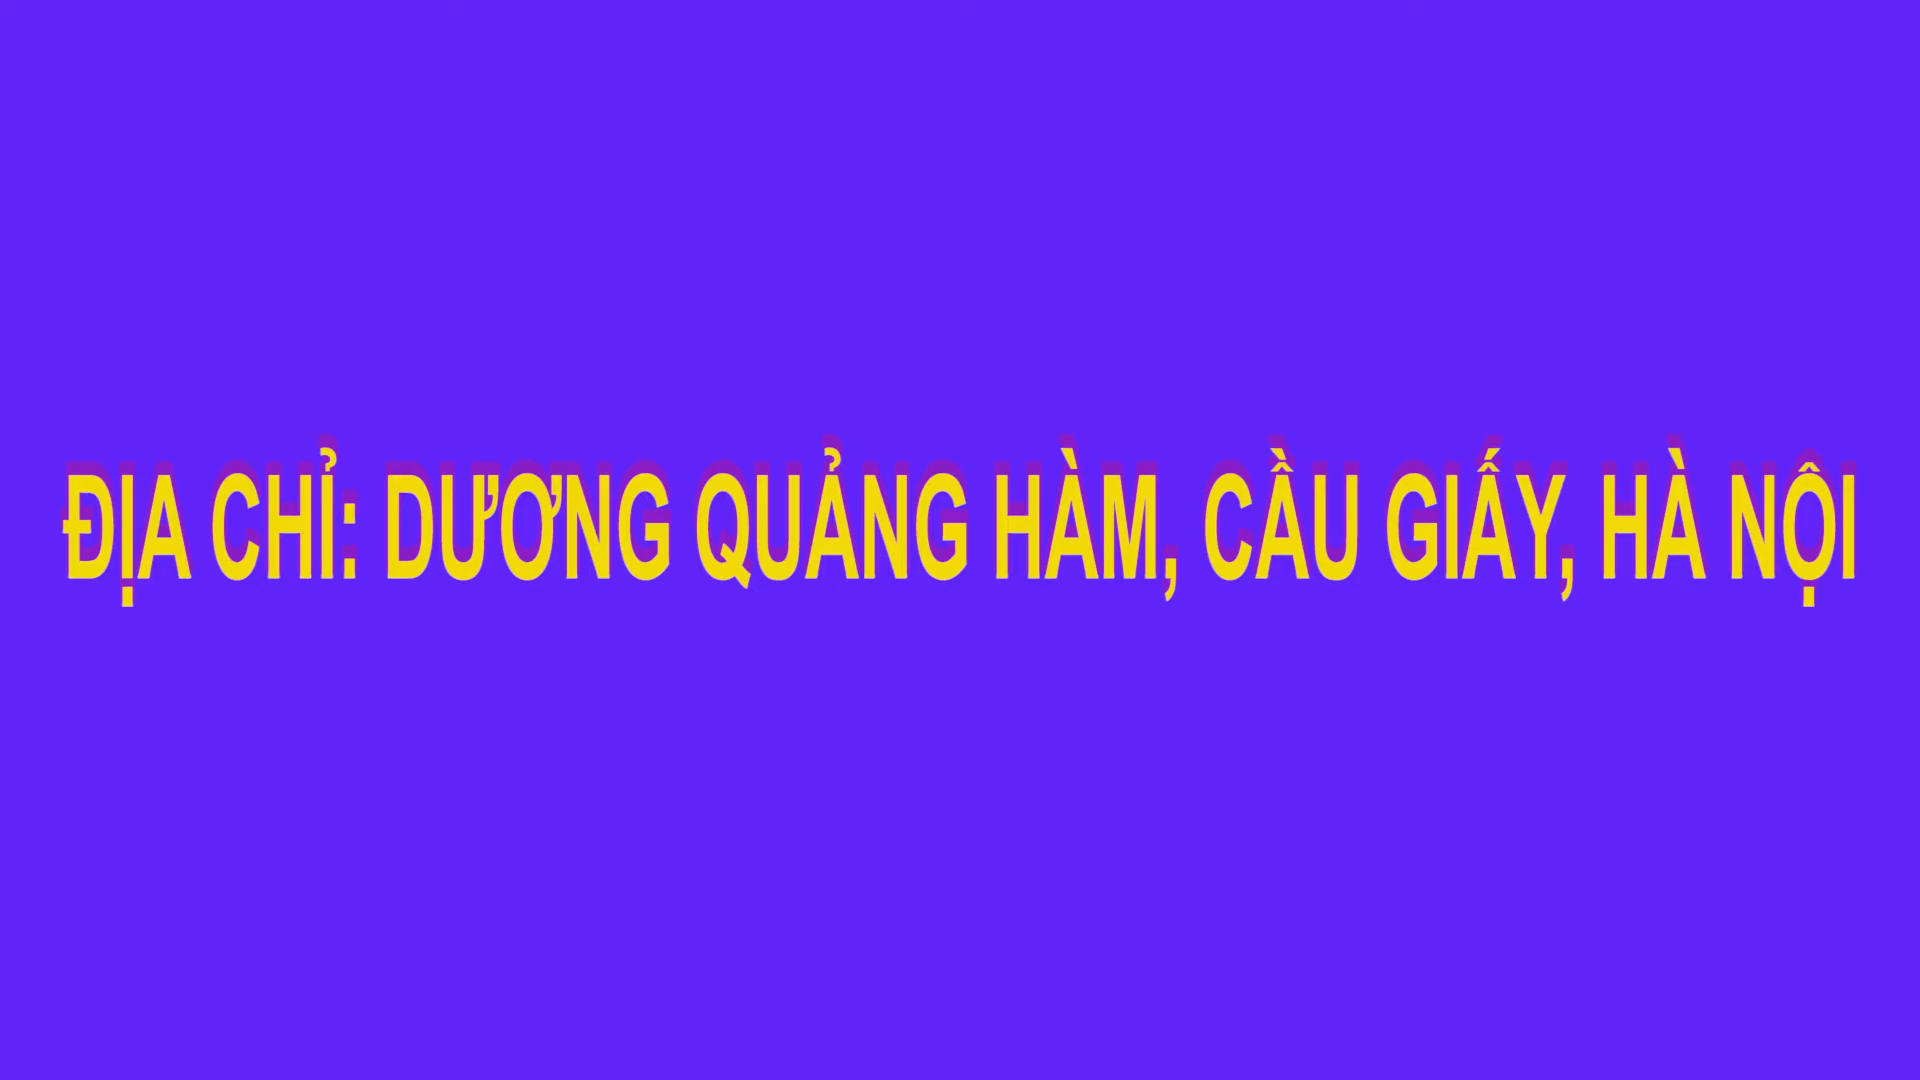 ĐỊA CHỈ: DƯƠNG QUẢNG HÀM, CẦU GIẤY, HÀ NỘI